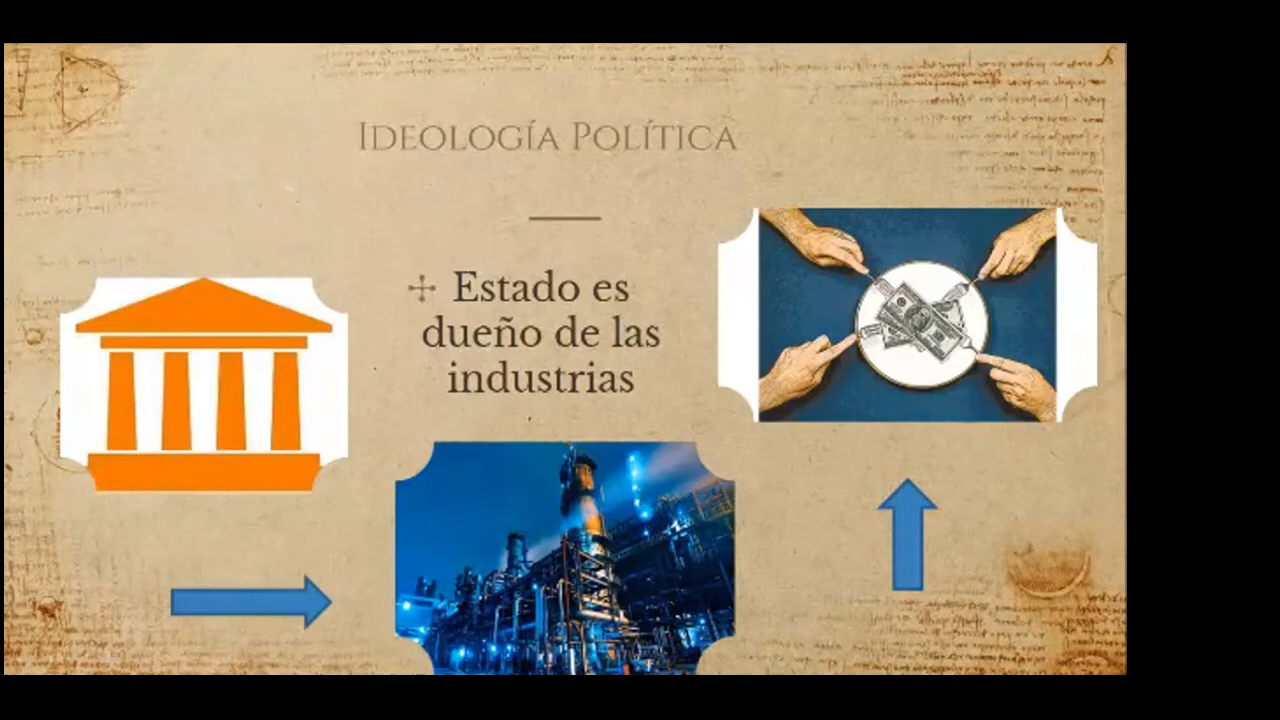 Ideología Política
Estado es
dueño de las
industrias